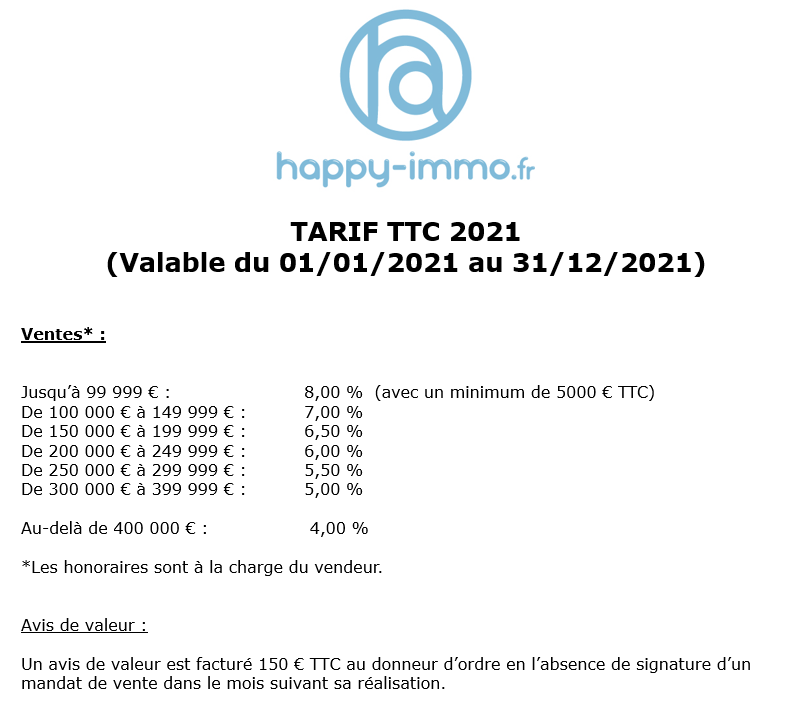 ha
happy-immo.fr
TARIF TTC 2021
(Valable du 01/01/2021 au 31/12/2021)
Ventes* :
Jusqu’à 99 999 € : 8,00 % (avec un minimum de 5000 € TTC)
De 100 000 € à 149 999 € : 7,00 %
De 150 000 € à 199 999 € : 6,50 %
De 200 000 € à 249 999 € : 6,00 %
De 250 000 € à 299 999 € : 5,50 %
De 300 000 € à 399 999 € : 5,00 %
Au-delà de 400 000 € : 4,00 %
*Les honoraires sont à la charge du vendeur.
Avis de valeur :
Un avis de valeur est facturé 150 € TTC au donneur d’ordre en l’absence de signature d’un
mandat de vente dans le mois suivant sa réalisation.